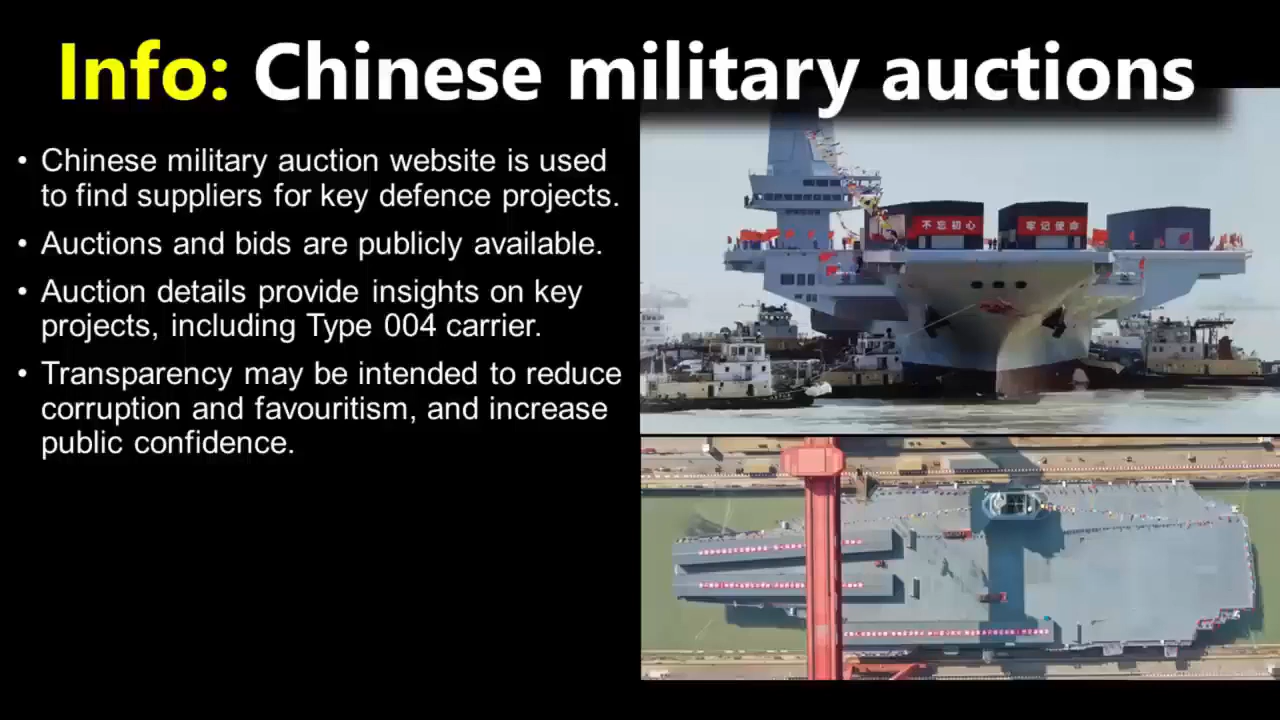 Info: Chinese military auctions
• Chinese military auction website is used
to find suppliers for key defence projects.
• Auctions and bids are publicly available.
• Auction details provide insights on key
projects, including Type 004 carrier.
• Transparency may be intended to reduce
corruption and favouritism, and increase
public confidence.
不忘初心
牢记使命